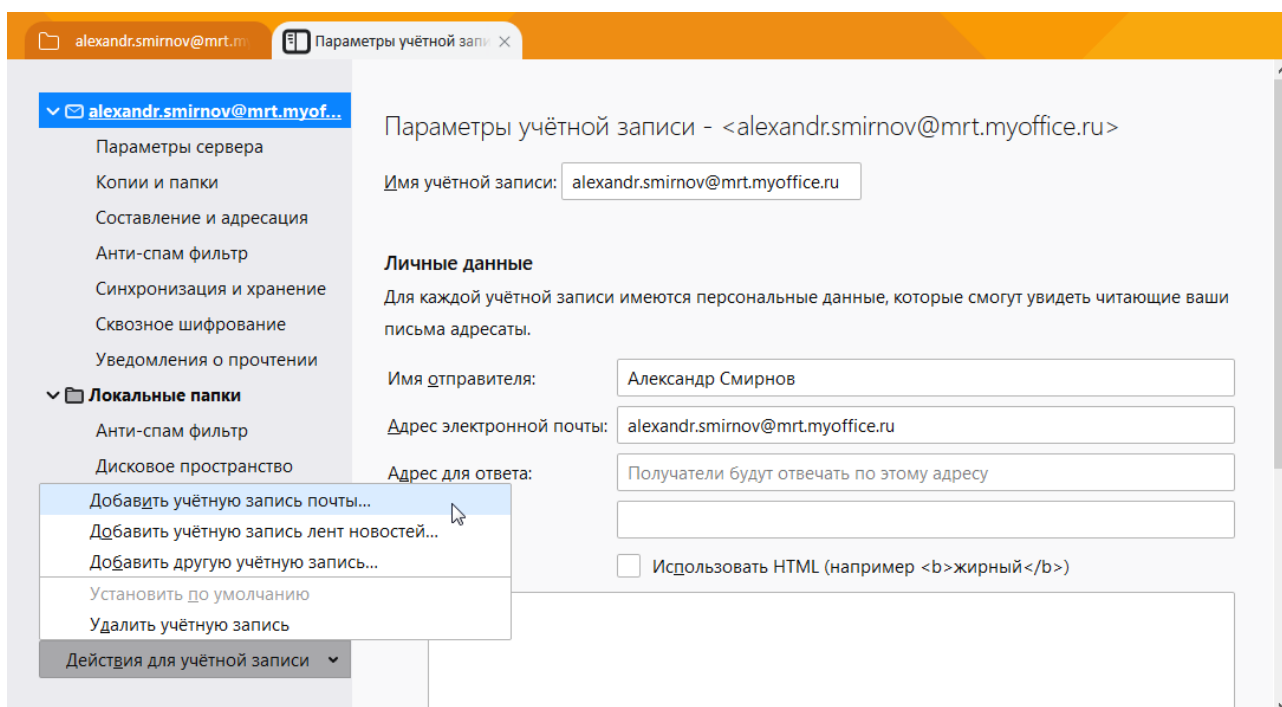 alexandr.smirnov@mrt.m
Параметры учётной запи
alexandr.smirnov@mrt.myof...
Параметры сервера
Копии и папки
Составление и адресация
Анти-спам фильтр
Синхронизация и хранение
Сквозное шифрование
Уведомления о прочтении
Локальные папки
Анти-спам фильтр
Дисковое пространство
Добавить учётную запись почты...
Добавить учётную запись лент новостей...
Добавить другую учётную запись...
Установить по умолчанию
Удалить учётную запись
Действия для учётной записи
Параметры учётной записи - <alexandr.smirnov@mrt.myoffice.ru>
Имя учётной записи: alexandr.smirnov@mrt.myoffice.ru
Личные данные
Для каждой учётной записи имеются персональные данные, которые смогут увидеть читающие ваши
письма адресаты.
Имя отправителя: Александр Смирнов
Адрес электронной почты: alexandr.smirnov@mrt.myoffice.ru
Адрес для ответа: Получатели будут отвечать по этому адресу
Использовать HTML (например <b>жирный</b>)